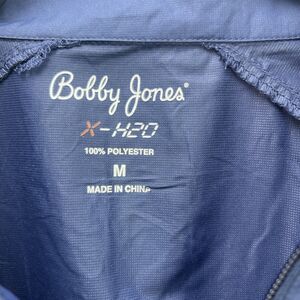 Bobby Jones®
X-H2O
100% POLYESTER
M
MADE IN CHINA